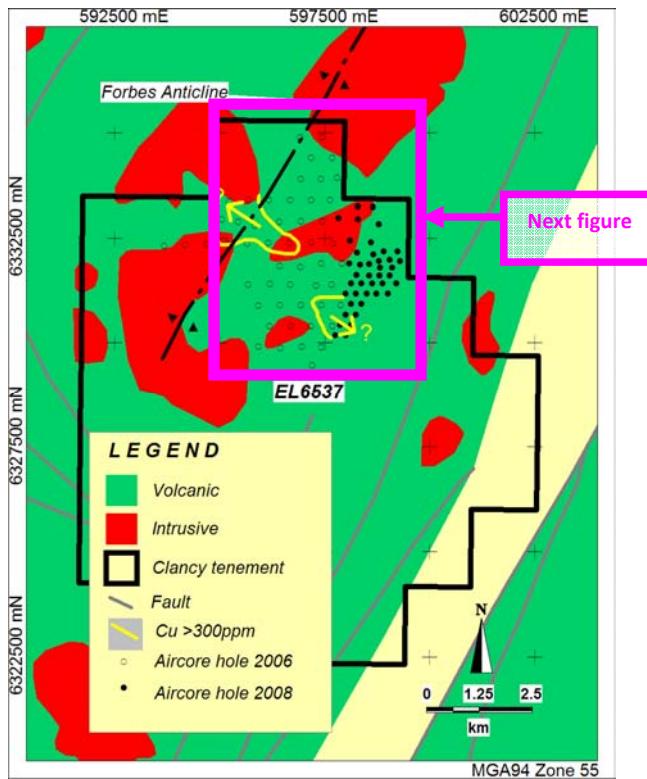 592500 mE 597500 mE 602500 mE
Forbes Anticline
6332500 mN
Next figure
?
?
EL6537
6327500 mN
LEGEND
Volcanic
Intrusive
Clancy tenement
Fault
Cu >300ppm
Aircore hole 2006
Aircore hole 2008
6322500 mN
N
0 1.25 2.5
km
MGA94 Zone 55